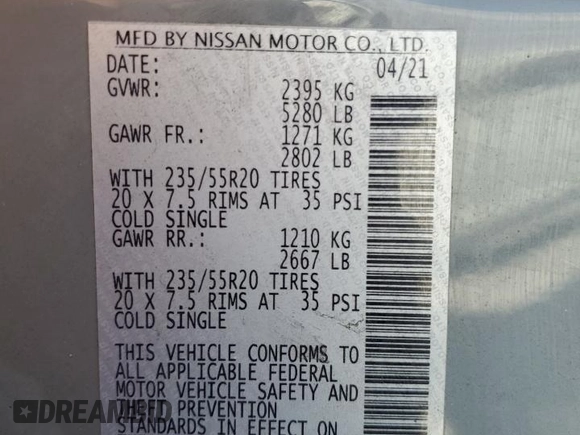 MFD BY NISSAN MOTOR CO., LTD.
DATE: 04/21
GVWR: 2395 KG
5280 LB
GAWR FR.: 1271 KG
2802 LB
WITH 235/55R20 TIRES
20 X 7.5 RIMS AT 35 PSI
COLD SINGLE
GAWR RR.: 1210 KG
2667 LB
WITH 235/55R20 TIRES
20 X 7.5 RIMS AT 35 PSI
COLD SINGLE
THIS VEHICLE CONFORMS TO
ALL APPLICABLE FEDERAL
MOTOR VEHICLE SAFETY AND
THEFT PREVENTION
STANDARDS IN EFFECT ON